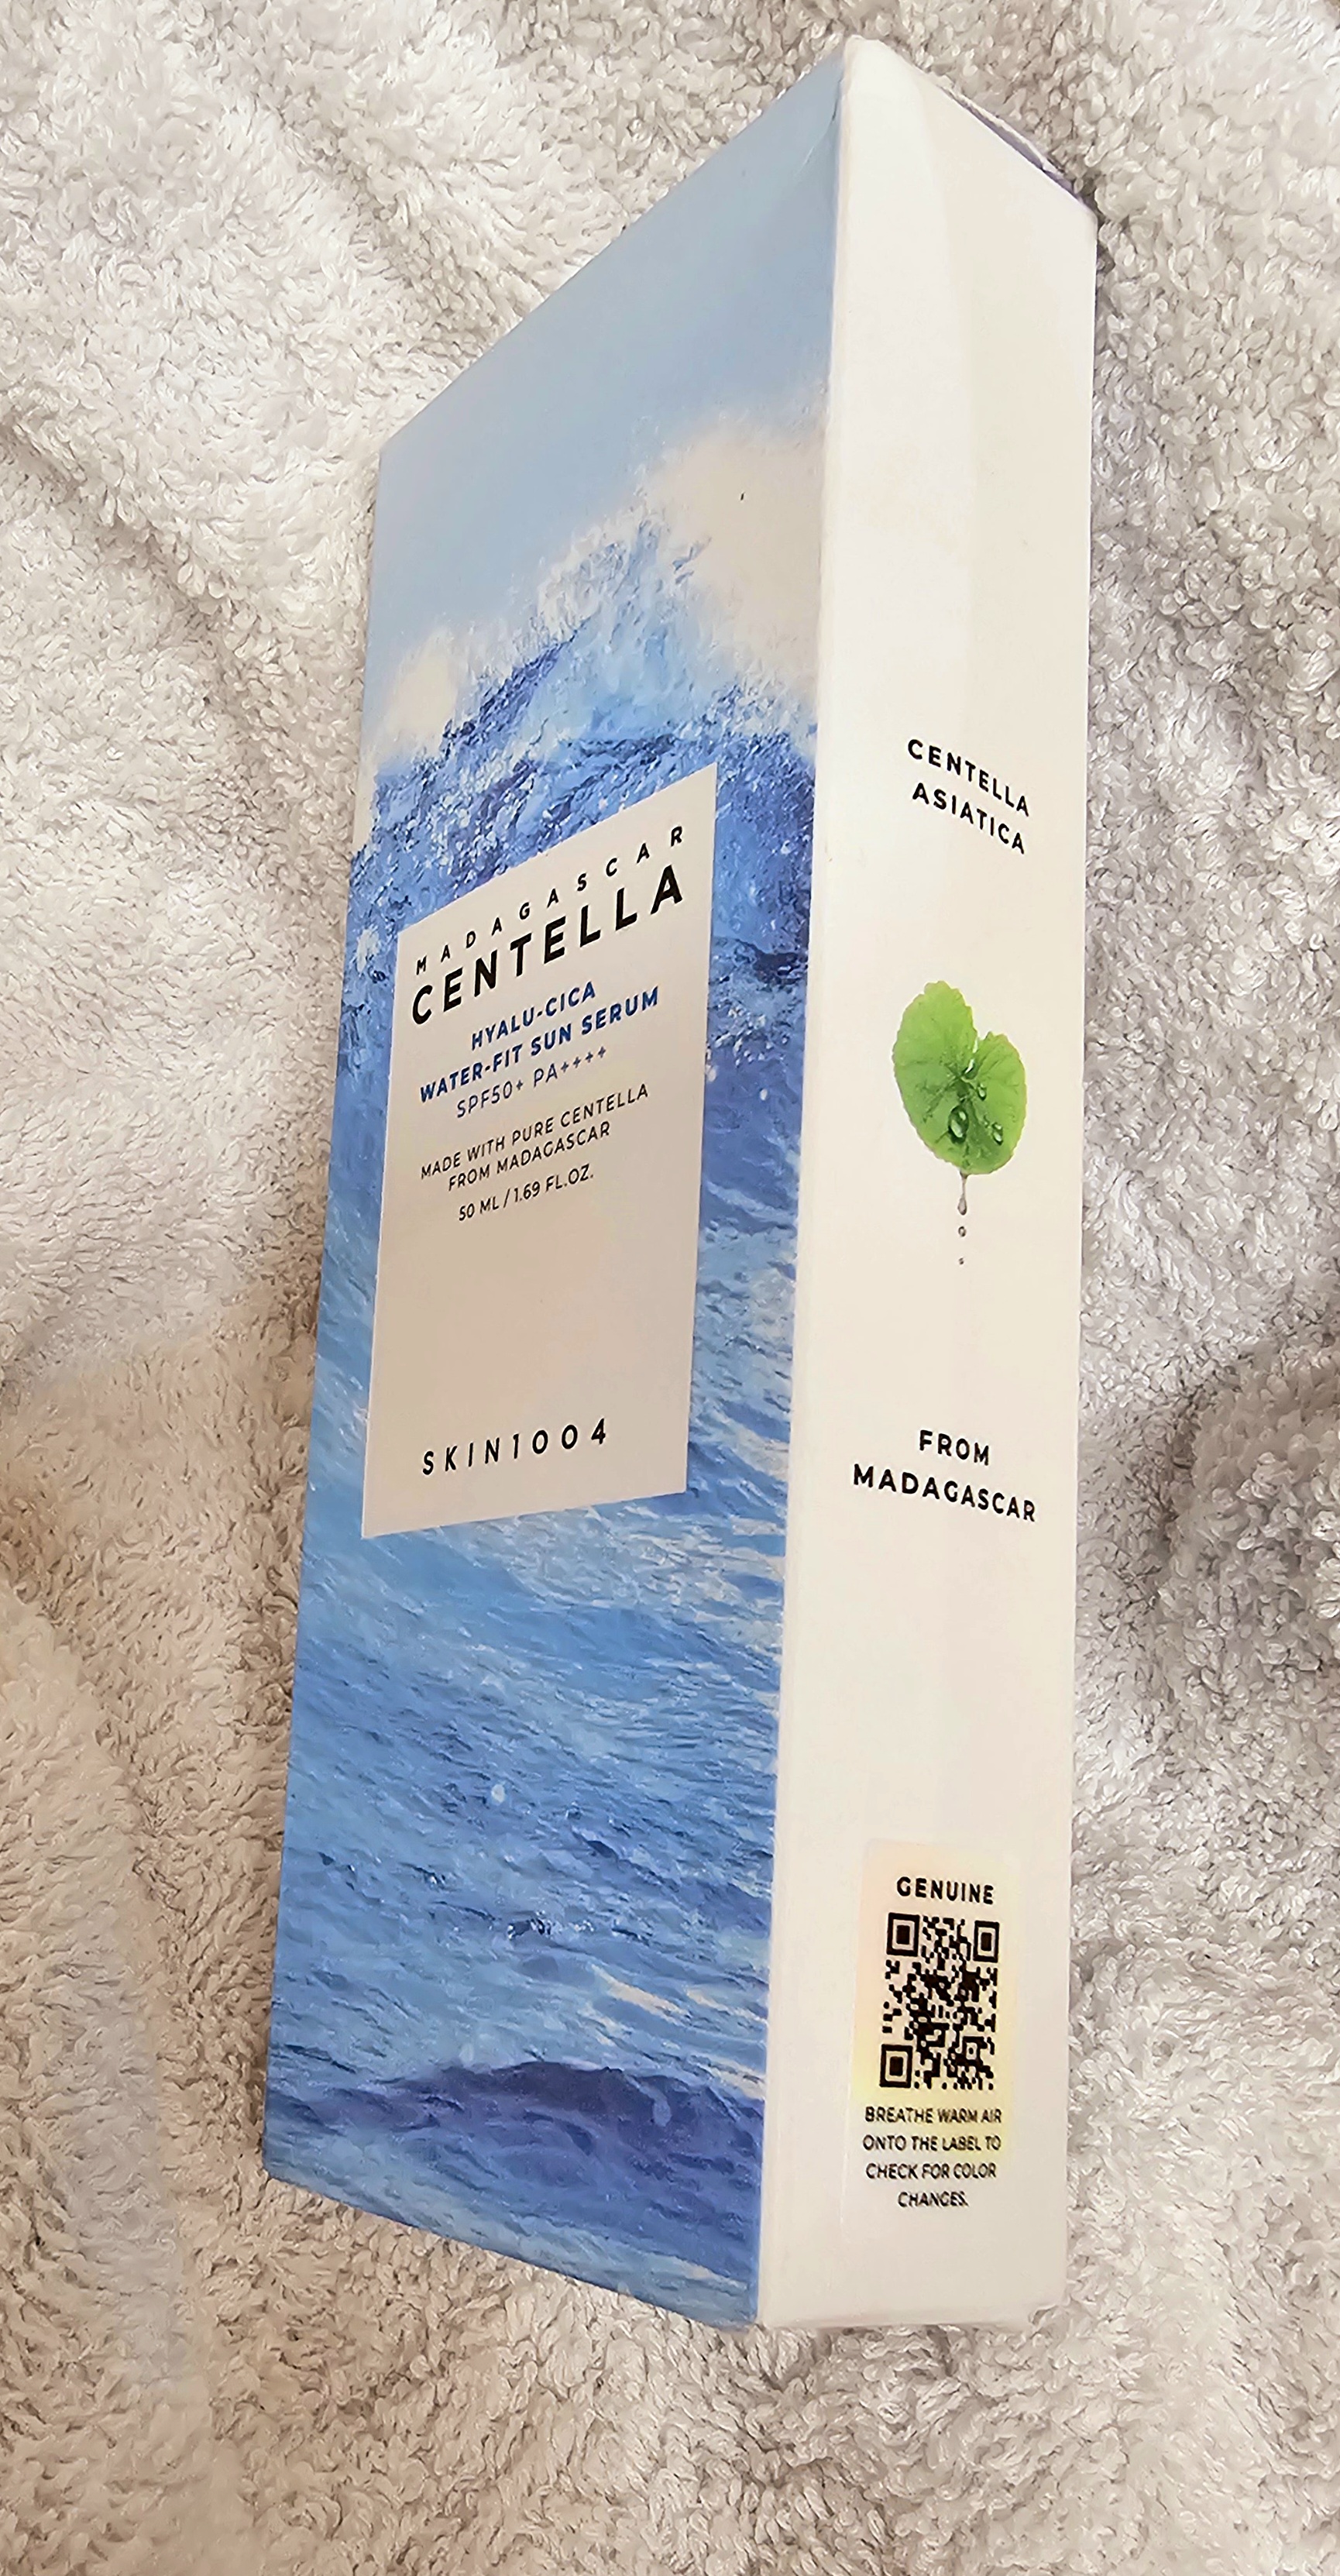 MADAGASCAR
CENTELLA
HYALU-CICA
WATER-FIT SUN SERUM
SPF50+ PA++++
MADE WITH PURE CENTELLA
FROM MADAGASCAR
50 ML / 1.69 FL.OZ.
SKIN1004
CENTELLA
ASIATICA
FROM
MADAGASCAR
GENUINE
BREATHE WARM AIR
ONTO THE LABEL TO
CHECK FOR COLOR
CHANGES.